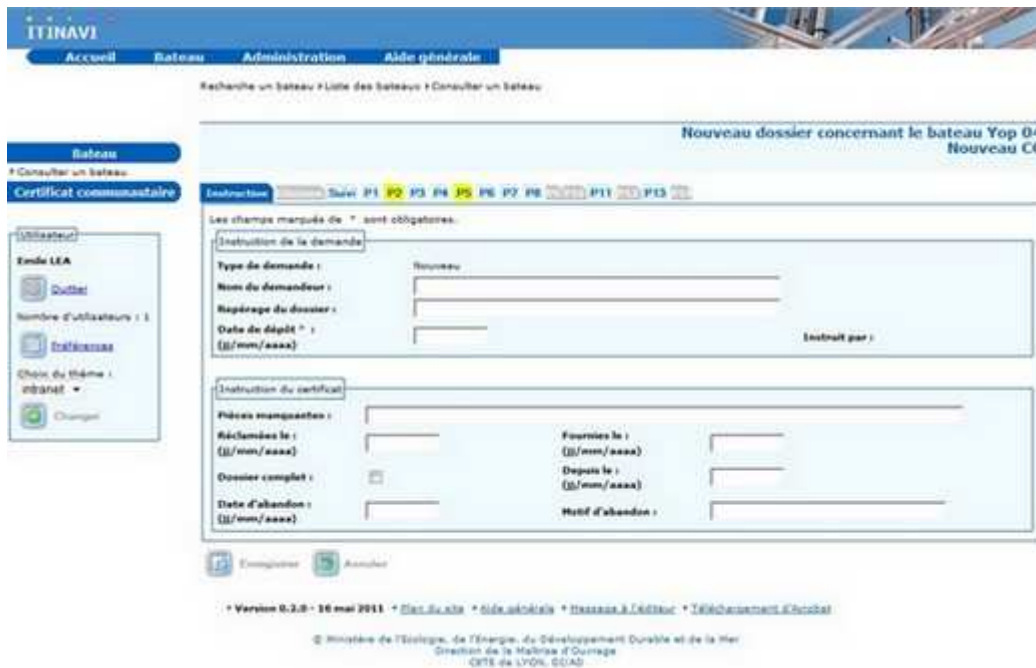 ITINAVI
Accueil Bateau Administration Aide générale
Recherche un bateau Liste des bateaux Consulter un bateau
Nouveau dossier concernant le bateau Yop 04
Nouveau C
Bateau
Consulter un bateau
Certificat communautaire
Instruction Suivi P1 P2 P3 P4 P5 P6 P7 P8 P11 P13
Les champs marqués de * sont obligatoires.
Utilisateur
Emile LEA
Quitter
Nombre d'utilisateurs : 1
Préférences
Choix du thème :
intranet
Changer
Instruction de la demande
Type de demande : Nouveau
Nom du demandeur :
Repérage du dossier :
Date de dépôt * :
(jj/mm/aaaa) Instruit par :
Instruction du certificat
Pièces manquantes :
Réclamées le : Fournies le :
(jj/mm/aaaa) (jj/mm/aaaa)
Dossier complet : Depuis le :
(jj/mm/aaaa)
Date d'abandon : Motif d'abandon :
(jj/mm/aaaa)
Enregistrer Annuler
* Version 0.2.0 - 16 mai 2011 * Plan du site * Aide générale * Message à l'éditeur * Téléchargement d'Acrobat
© Ministère de l'Ecologie, de l'Energie, du Développement Durable et de la Mer
Direction de la Maîtrise d'Ouvrage
CETE de LYON, GC/AD